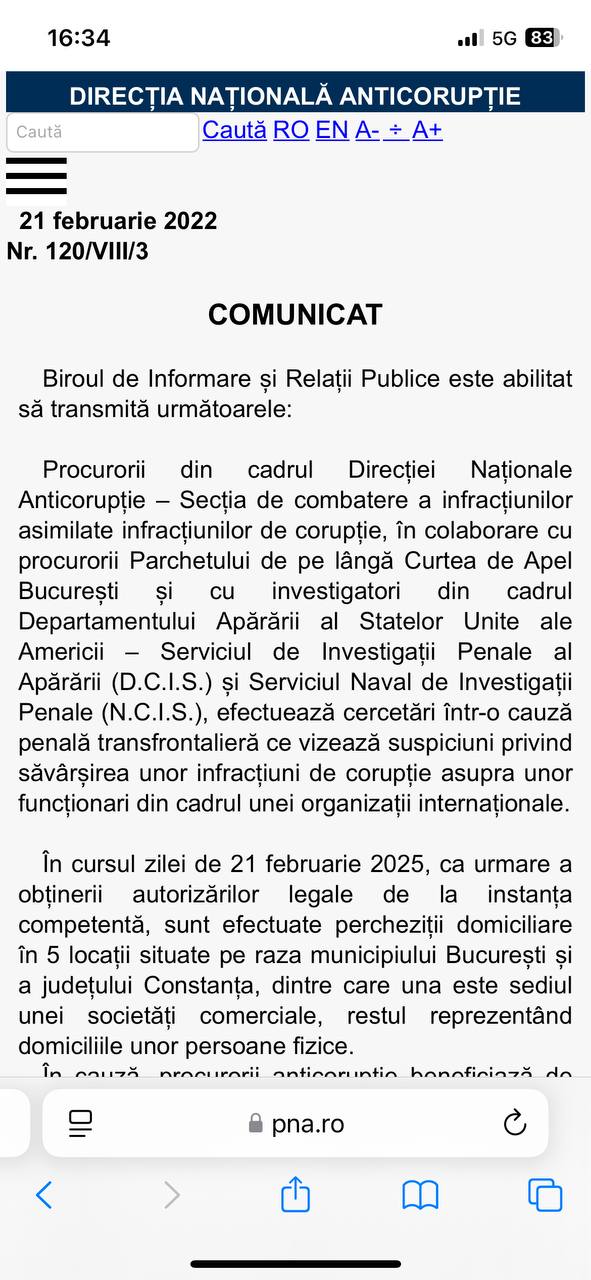 16:34
5G 83
DIRECȚIA NAȚIONALĂ ANTICORUPȚIE
Caută
Caută RO EN A- ÷ A+
21 februarie 2022
Nr. 120/VIII/3
COMUNICAT
Biroul de Informare și Relații Publice este abilitat
să transmită următoarele:
Procurorii din cadrul Direcției Naționale
Anticorupție – Secția de combatere a infracțiunilor
asimilate infracțiunilor de corupție, în colaborare cu
procurorii Parchetului de pe lângă Curtea de Apel
București și cu investigatori din cadrul
Departamentului Apărării al Statelor Unite ale
Americii – Serviciul de Investigații Penale al
Apărării (D.C.I.S.) și Serviciul Naval de Investigații
Penale (N.C.I.S.), efectuează cercetări într-o cauză
penală transfrontalieră ce vizează suspiciuni privind
săvârșirea unor infracțiuni de corupție asupra unor
funcționari din cadrul unei organizații internaționale.
În cursul zilei de 21 februarie 2025, ca urmare a
obținerii autorizărilor legale de la instanța
competentă, sunt efectuate percheziții domiciliare
în 5 locații situate pe raza municipiului București și
a județului Constanța, dintre care una este sediul
unei societăți comerciale, restul reprezentând
domiciliile unor persoane fizice.
În cauză, procurorii anticorupție beneficiază de
pna.ro